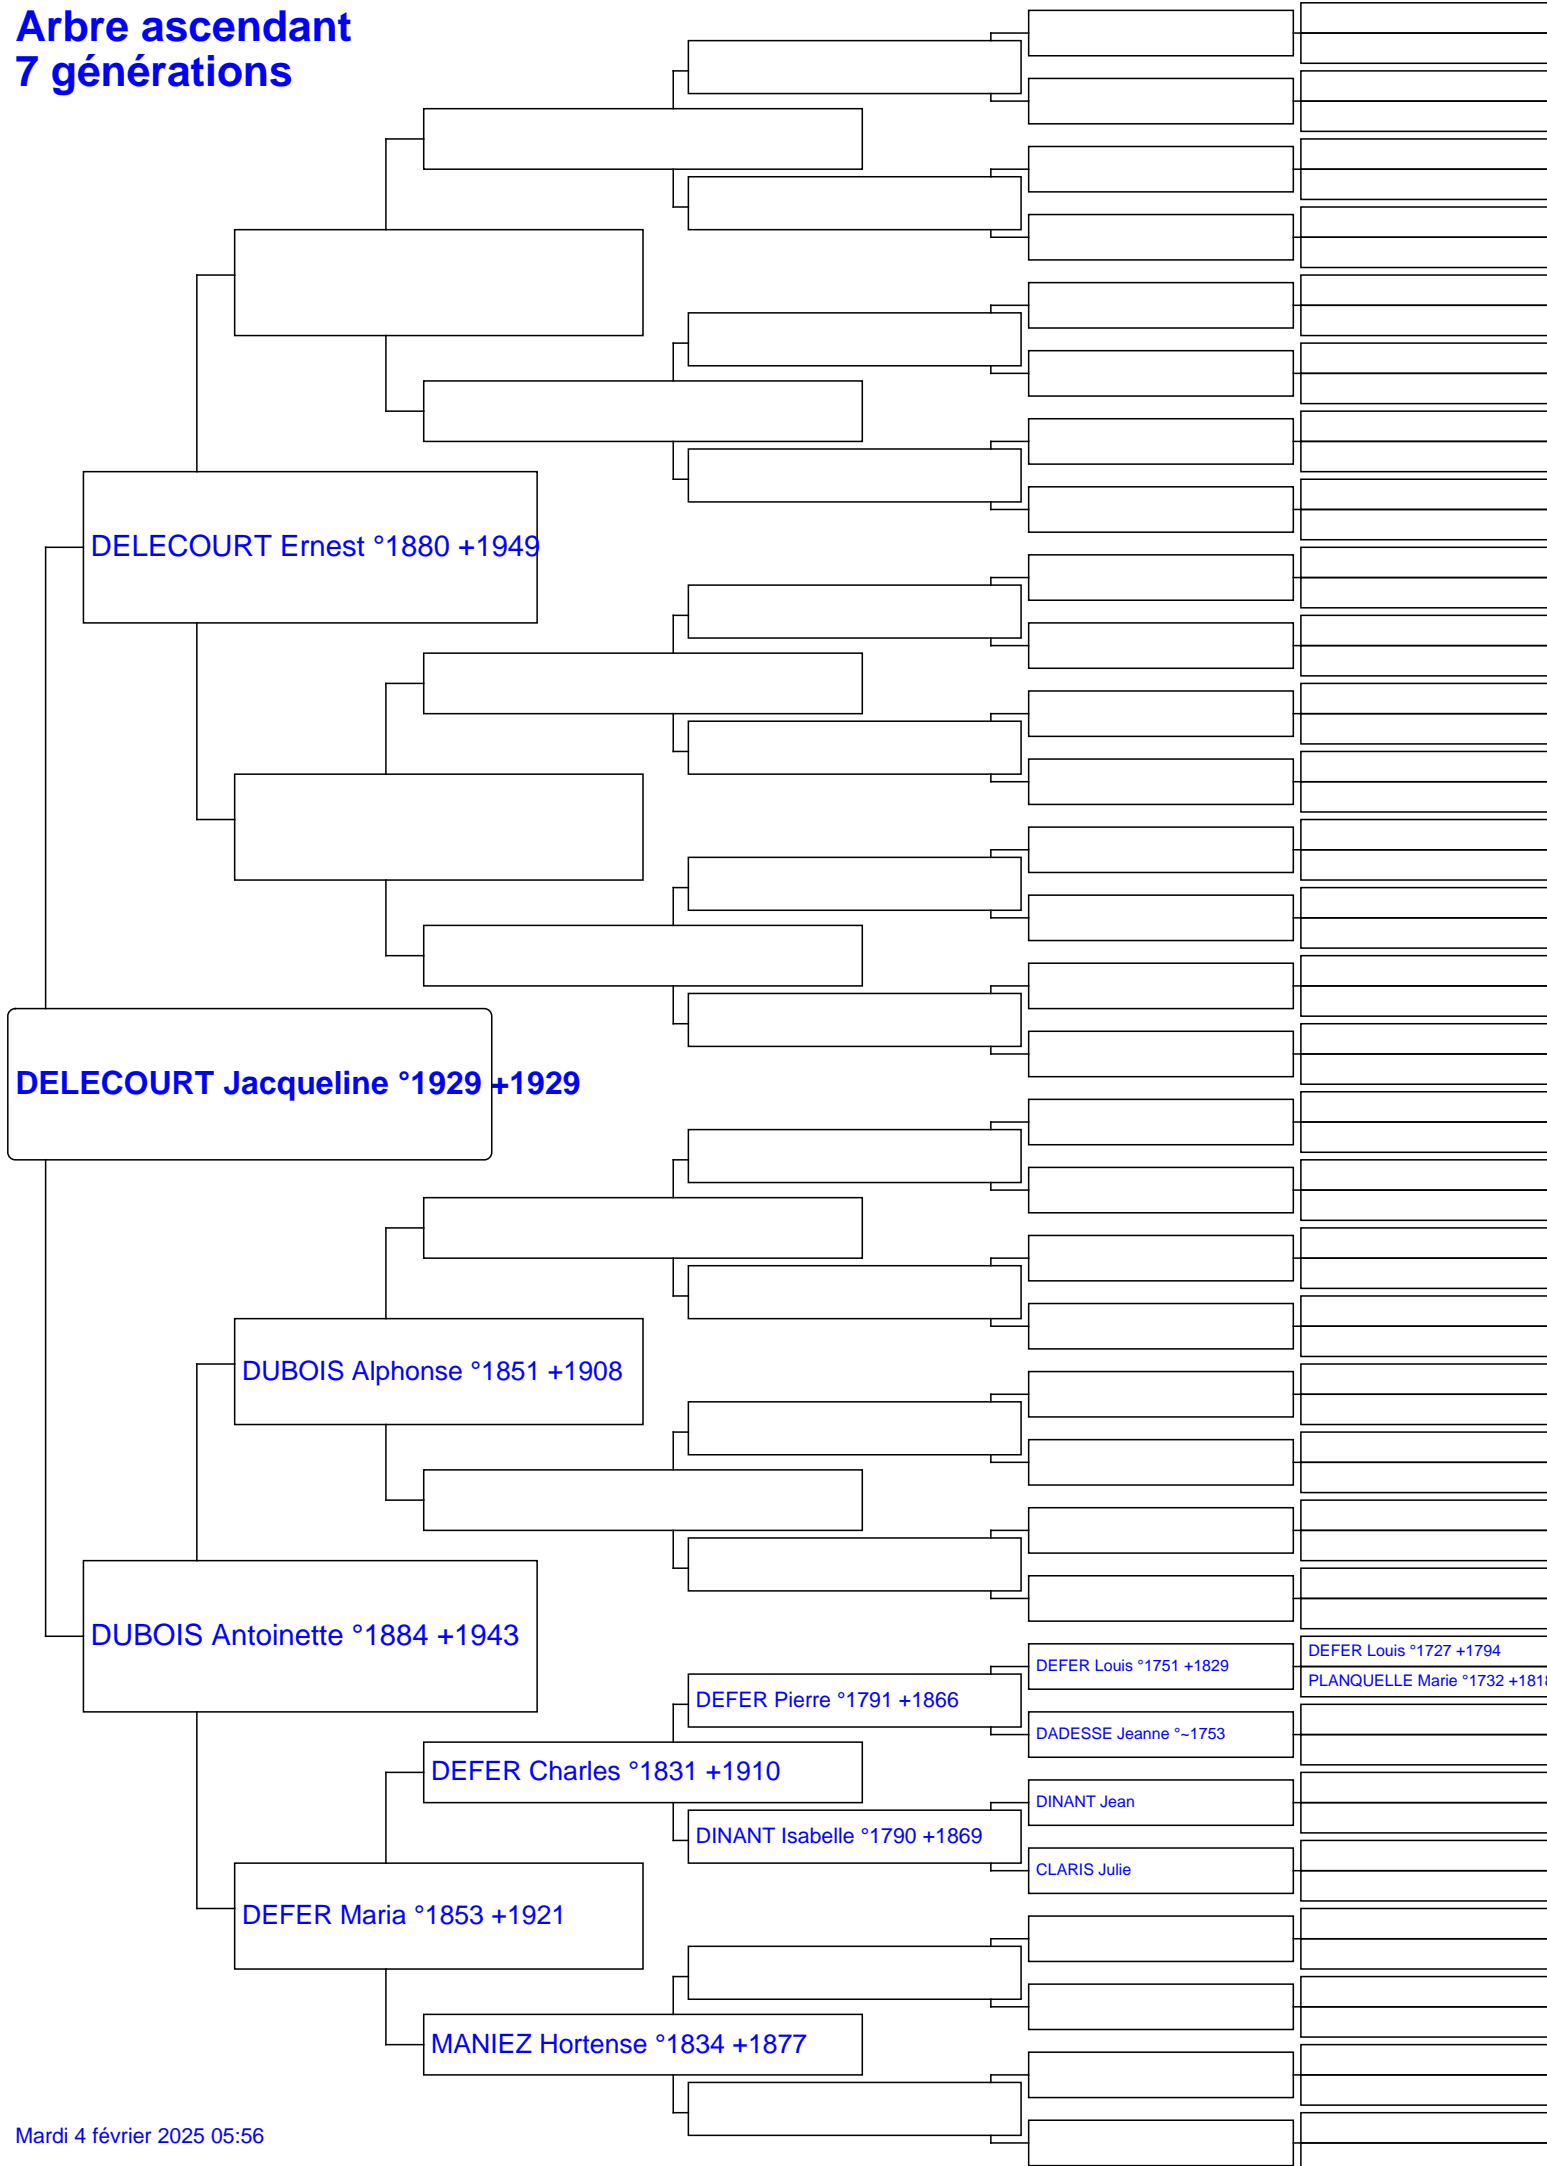 Arbre ascendant
7 générations
DELECOURT Ernest °1880 +1949
DELECOURT Jacqueline °1929 +1929
DUBOIS Alphonse °1851 +1908
DUBOIS Antoinette °1884 +1943
DEFER Louis °1727 +1794
DEFER Louis °1751 +1829
PLANQUELLE Marie °1732 +1818
DEFER Pierre °1791 +1866
DADESSE Jeanne °~1753
DEFER Charles °1831 +1910
DINANT Jean
DINANT Isabelle °1790 +1869
CLARIS Julie
DEFER Maria °1853 +1921
MANIEZ Hortense °1834 +1877
Mardi 4 février 2025 05:56